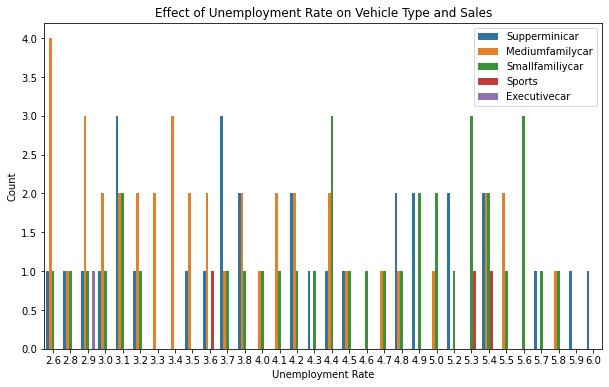 Effect of Unemployment Rate on Vehicle Type and Sales
Supperminicar
Mediumfamilycar
Smallfamiliycar
Sports
Executivecar
4.0
3.5
3.0
2.5
2.0
1.5
1.0
0.5
0.0
Count
2.6 2.8 2.9 3.0 3.1 3.2 3.3 3.4 3.5 3.6 3.7 3.8 4.0 4.1 4.2 4.3 4.4 4.5 4.6 4.7 4.8 4.9 5.0 5.2 5.3 5.4 5.5 5.6 5.7 5.8 5.9 6.0
Unemployment Rate